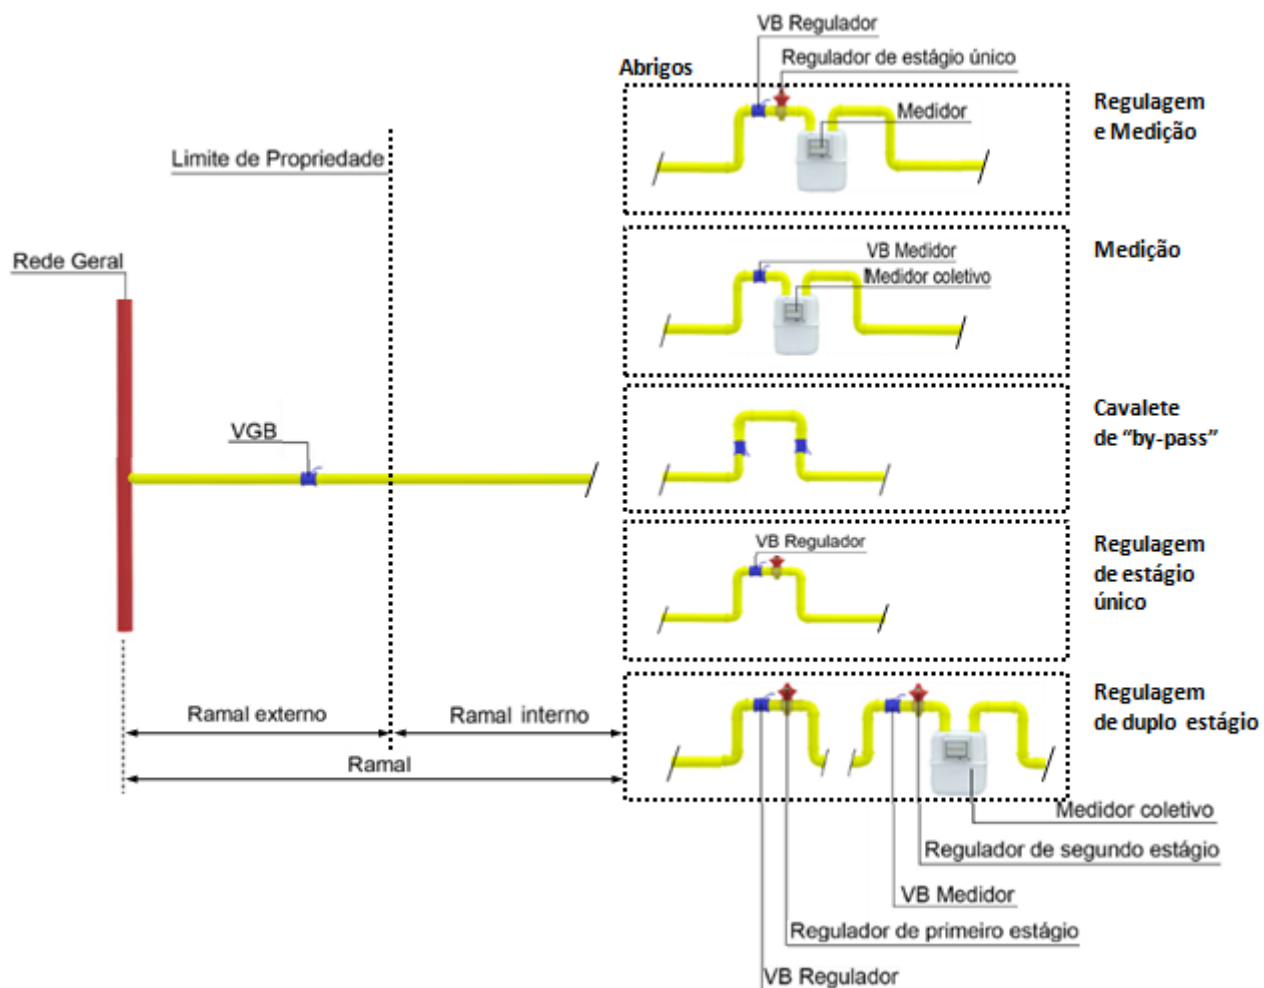 VB Regulador
Regulador de estágio único
Abrigos
Medidor
Regulagem
e Medição
Limite de Propriedade
VB Medidor
Medidor coletivo
Medição
Rede Geral
VGB
Cavalete
de “by-pass”
VB Regulador
Regulagem
de estágio
único
Ramal externo
Ramal interno
Ramal
Regulagem
de duplo estágio
Medidor coletivo
Regulador de segundo estágio
VB Medidor
Regulador de primeiro estágio
VB Regulador